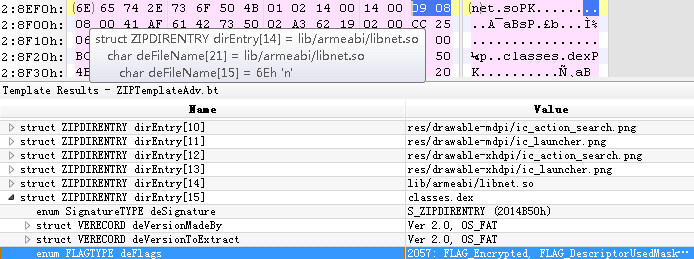 2:8EF0h: 6E) 65 74 2E 73 6F 50 4B 01 02 14 00 14 00 D9 08 net.soPK.......
2:8F00h: 08 00 41 AF 61 42 73 50 02 A3 62 19 02 00 CC 25 ..A¯aBsP.£b...Ì%
2:8F10h: 00
2:8F20h: BC ¼p..classes.dexP
2:8F30h: 4B 20 PK..........Ñ¸aB
struct ZIPDIRENTRY dirEntry[14] = lib/armeabi/libnet.so
char deFileName[21] = lib/armeabi/libnet.so
char deFileName[15] = 6Eh 'n'
Template Results - ZIPTemplateAdv.bt
Name Value
struct ZIPDIRENTRY dirEntry[10] res/drawable-mdpi/ic_action_search.png
struct ZIPDIRENTRY dirEntry[11] res/drawable-mdpi/ic_launcher.png
struct ZIPDIRENTRY dirEntry[12] res/drawable-xhdpi/ic_action_search.png
struct ZIPDIRENTRY dirEntry[13] res/drawable-xhdpi/ic_launcher.png
struct ZIPDIRENTRY dirEntry[14] lib/armeabi/libnet.so
struct ZIPDIRENTRY dirEntry[15] classes.dex
enum SignatureTYPE deSignature S_ZIPDIRENTRY (2014B50h)
struct VERECORD deVersionMadeBy Ver 2.0, OS_FAT
struct VERECORD deVersionToExtract Ver 2.0, OS_FAT
enum FLAGTYPE deFlags 2057: FLAG_Encrypted, FLAG_DescriptorUsedMask...